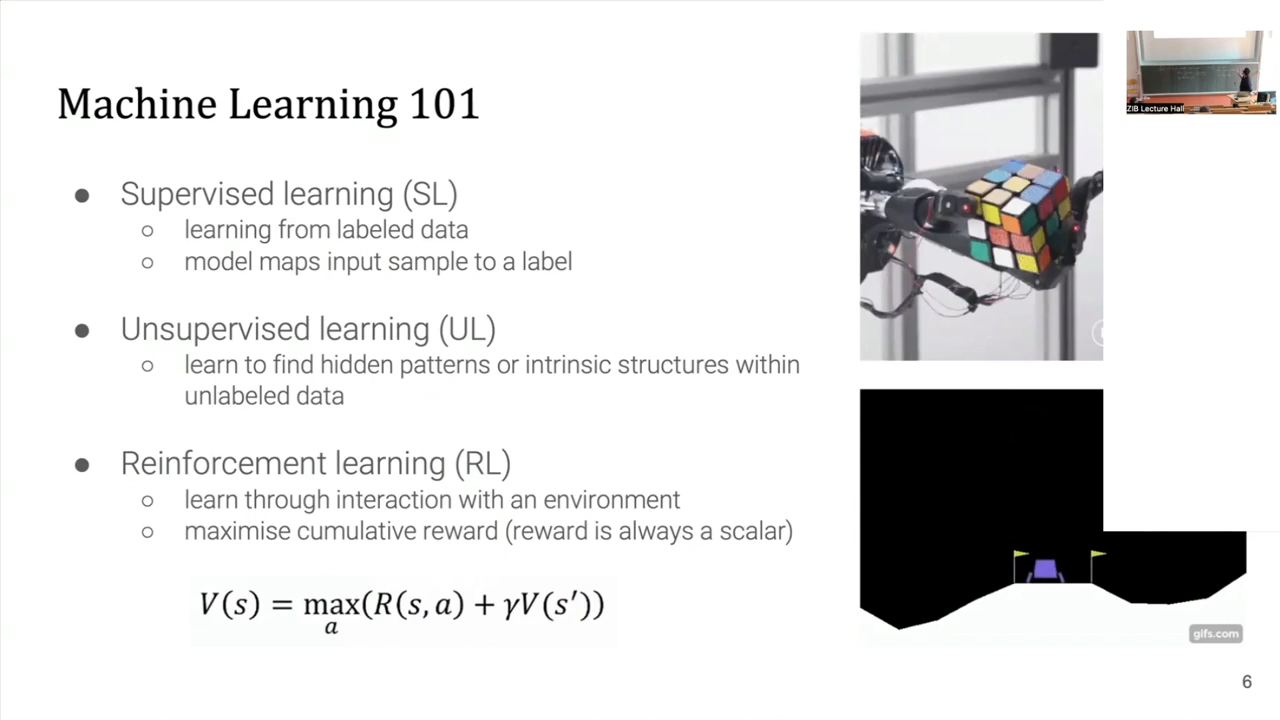 Machine Learning 101
● Supervised learning (SL)
○ learning from labeled data
○ model maps input sample to a label
● Unsupervised learning (UL)
○ learn to find hidden patterns or intrinsic structures within
unlabeled data
● Reinforcement learning (RL)
○ learn through interaction with an environment
○ maximise cumulative reward (reward is always a scalar)
V(s) = max(R(s, a) + γV(s′))
a
ZIB Lecture Hall
gifs.com
6